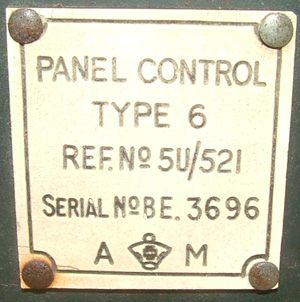 PANEL CONTROL
TYPE 6
REF. Nº 5U/521
SERIAL Nº BE. 3696
A M